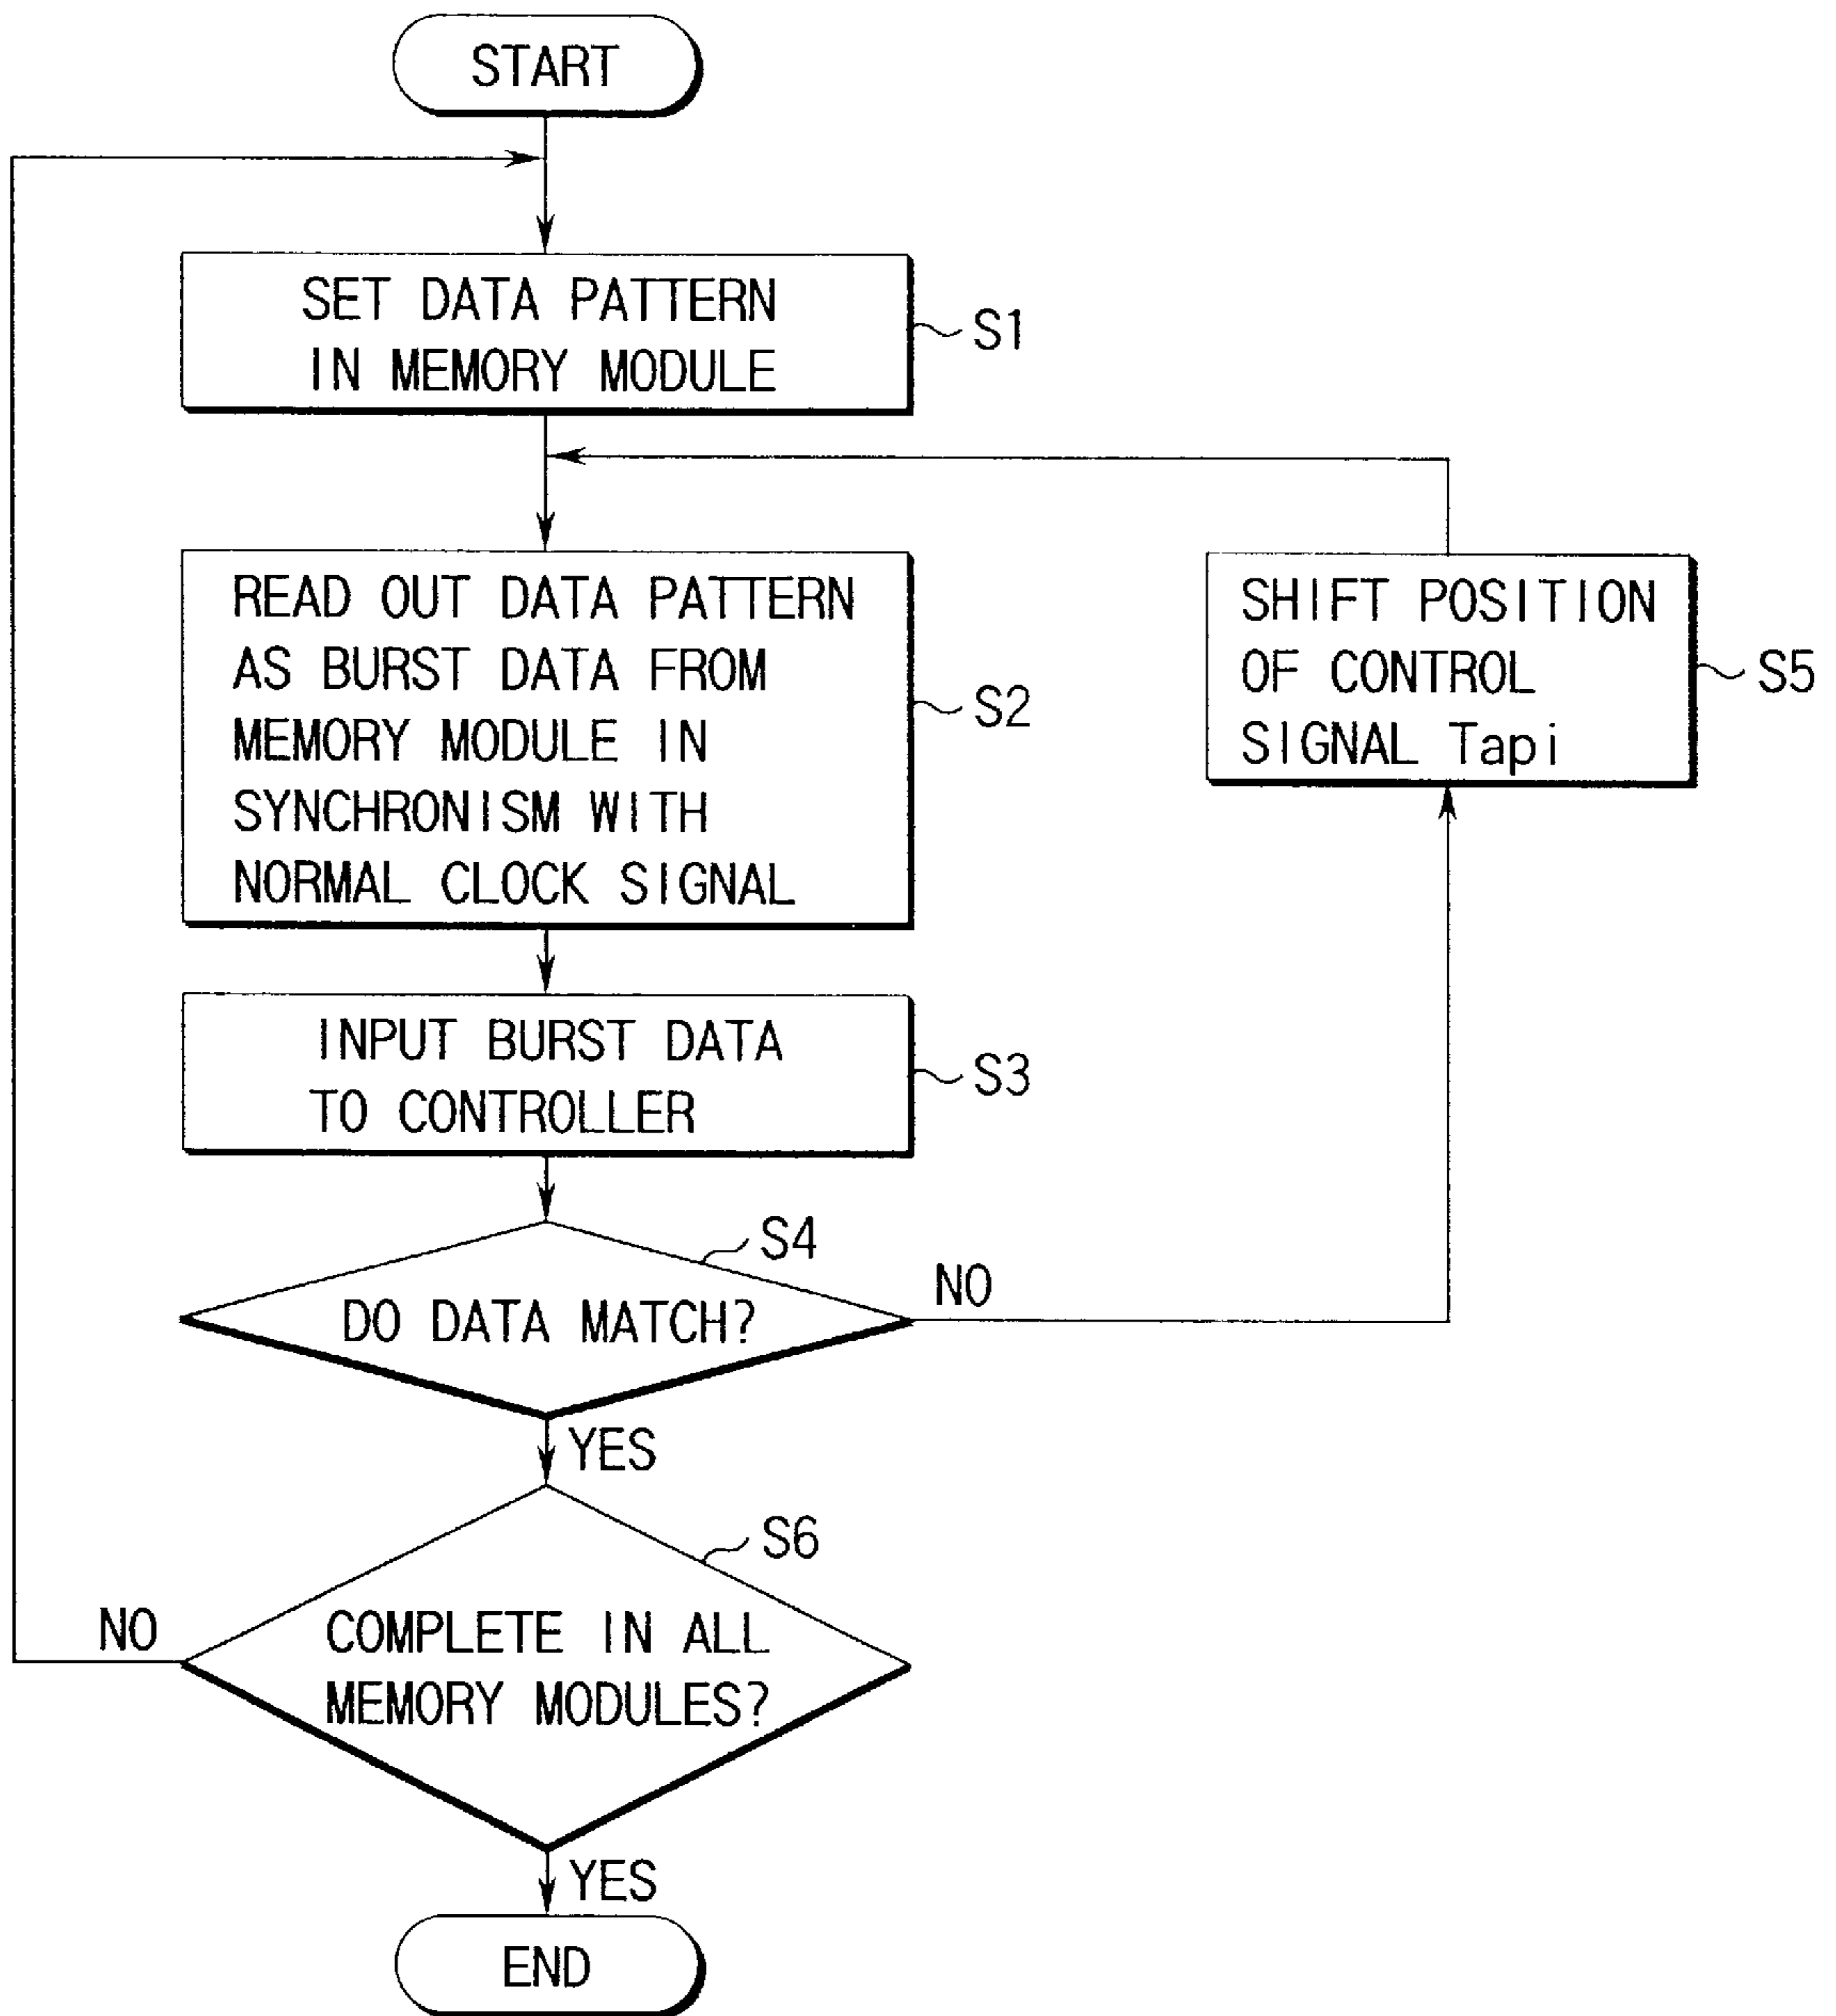 START
SET DATA PATTERN
IN MEMORY MODULE
S1
READ OUT DATA PATTERN
AS BURST DATA FROM
MEMORY MODULE IN
SYNCHRONISM WITH
NORMAL CLOCK SIGNAL
S2
SHIFT POSITION
OF CONTROL
SIGNAL Tapi
S5
INPUT BURST DATA
TO CONTROLLER
S3
S4
DO DATA MATCH?
NO
YES
S6
COMPLETE IN ALL
MEMORY MODULES?
NO
YES
END